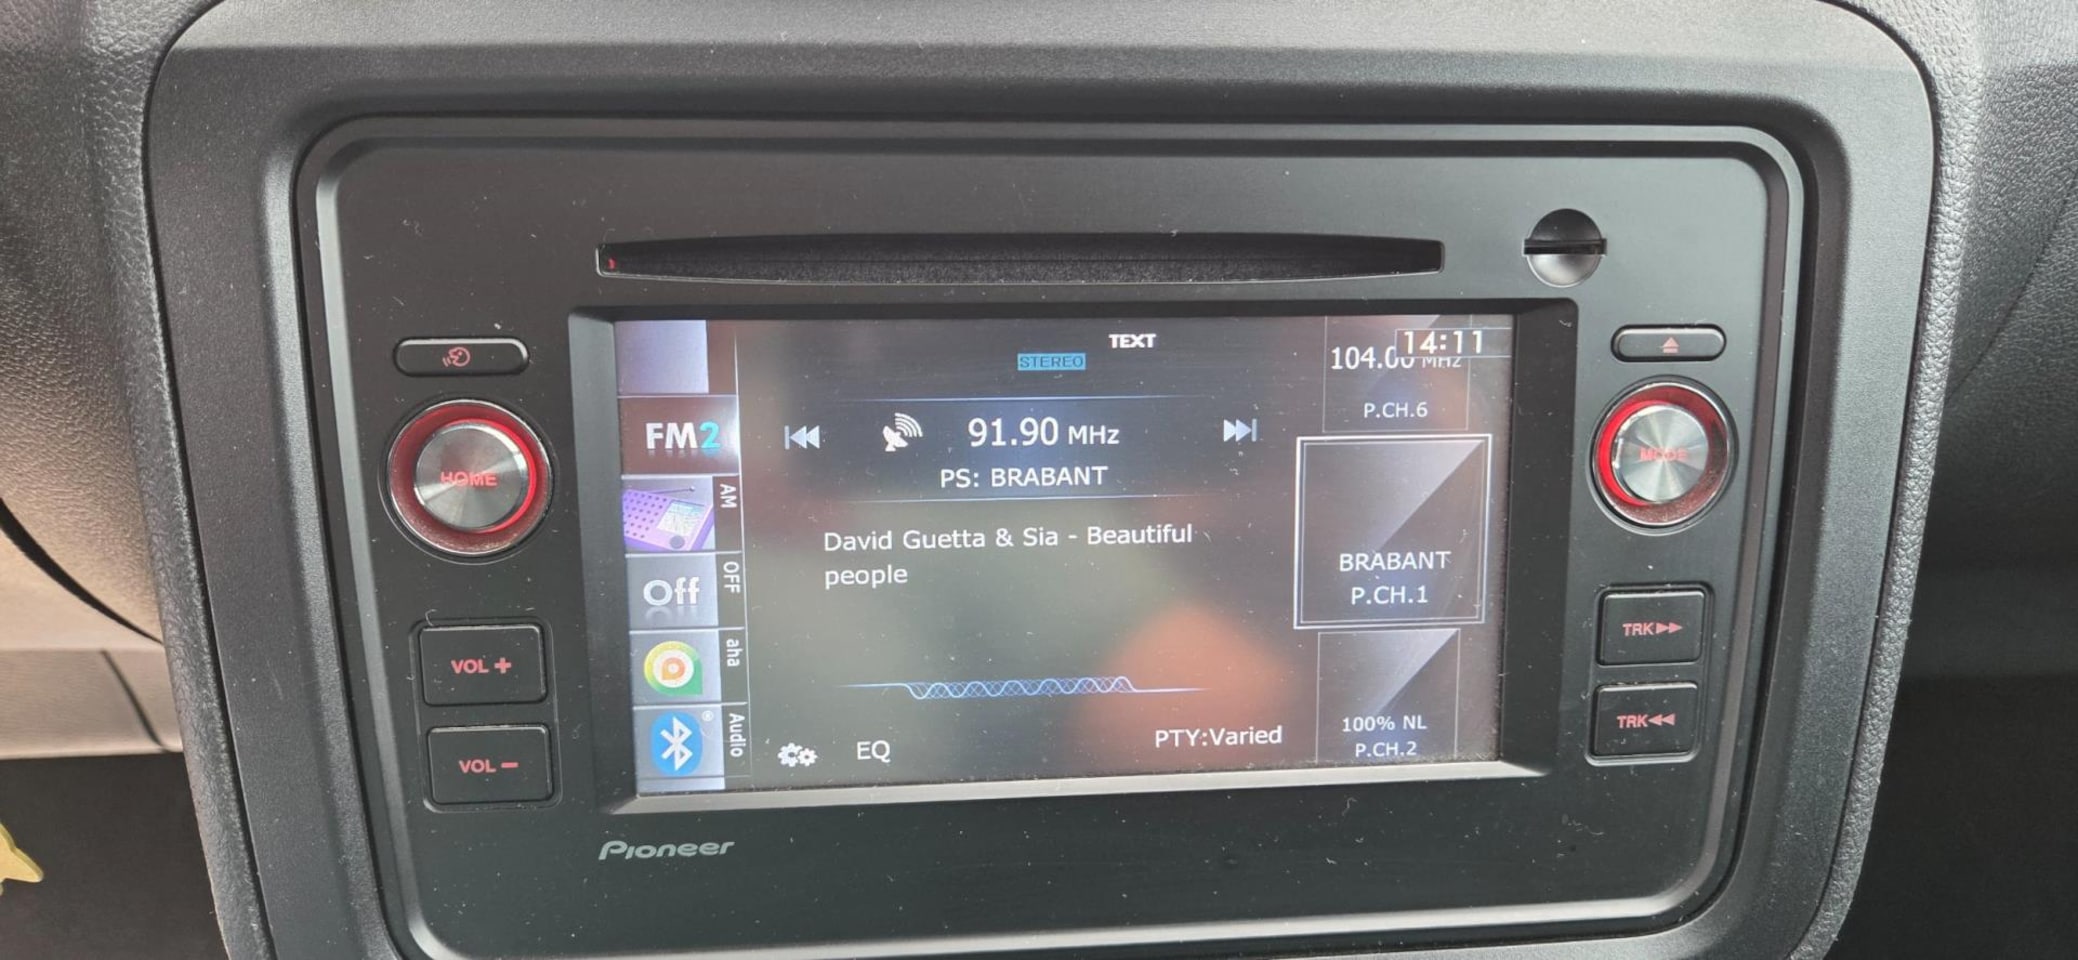 TEXT
STEREO
14:11
104.00 MHz
P.CH.6
FM2
91.90 MHz
PS: BRABANT
HOME
MODE
AM
David Guetta & Sia - Beautiful
people
BRABANT
P.CH.1
OFF
Off
TRK
aha
VOL +
100% NL
P.CH.2
TRK
Audio
®
PTY:Varied
EQ
VOL -
Pioneer